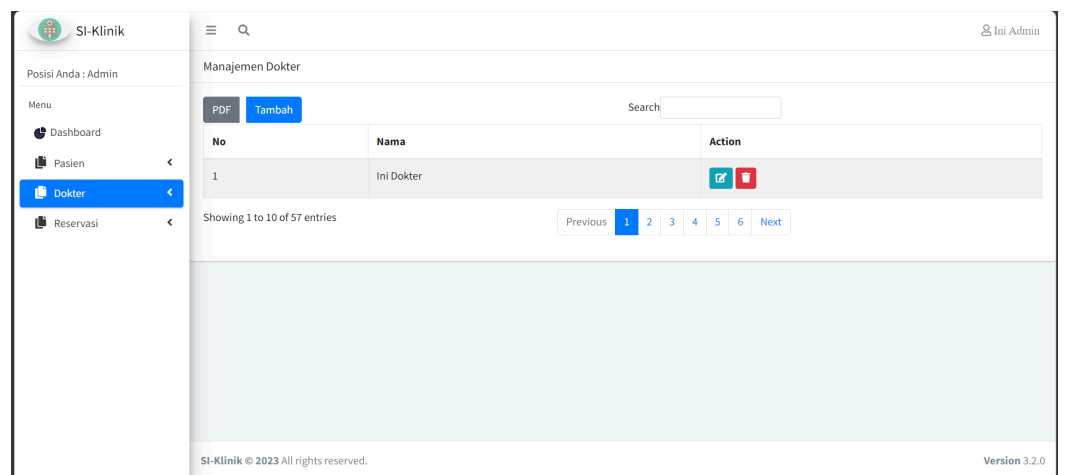 SI-Klinik
Ini Admin
Posisi Anda : Admin
Menu
Dashboard
Pasien
Dokter
Reservasi
Manajemen Dokter
PDF Tambah Search
No Nama Action
1 Ini Dokter
Showing 1 to 10 of 57 entries Previous 1 2 3 4 5 6 Next
SI-Klinik © 2023 All rights reserved. Version 3.2.0